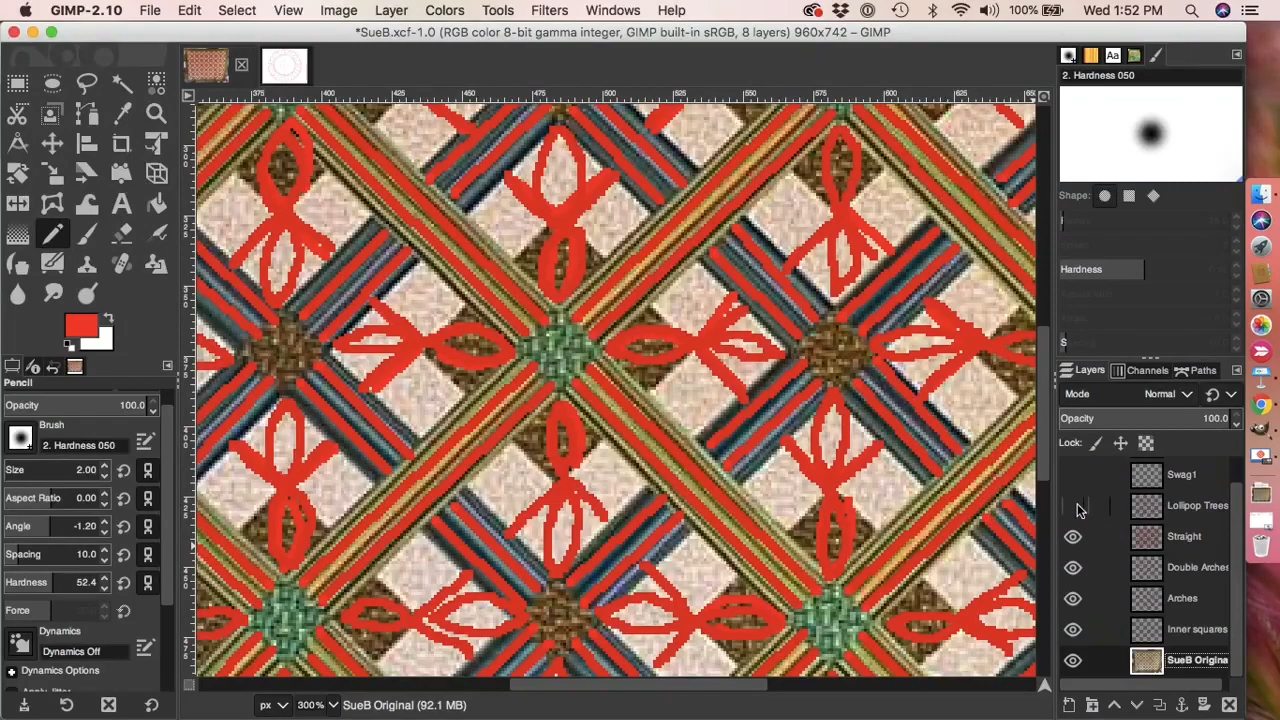 GIMP-2.10 File Edit Select View Image Layer Colors Tools Filters Windows Help 100% Wed 1:52 PM
*SueB.xcf-1.0 (RGB color 8-bit gamma integer, GIMP built-in sRGB, 8 layers) 960x742 – GIMP
2. Hardness 050
375 400 425 450 475 500 525 550 575 600 625
Shape:
Hardness
Pencil
Opacity 100.0
Brush
2. Hardness 050
Size 2.00
Aspect Ratio 0.00
Angle -1.20
Spacing 10.0
Hardness 52.4
Force
Dynamics
Dynamics Off
Dynamics Options
Apply Jitter
Layers Channels Paths
Mode Normal
Opacity 100.0
Lock:
Swag1
Lollipop Trees
Straight
Double Arches
Arches
Inner squares
SueB Origina
px 300% SueB Original (92.1 MB)